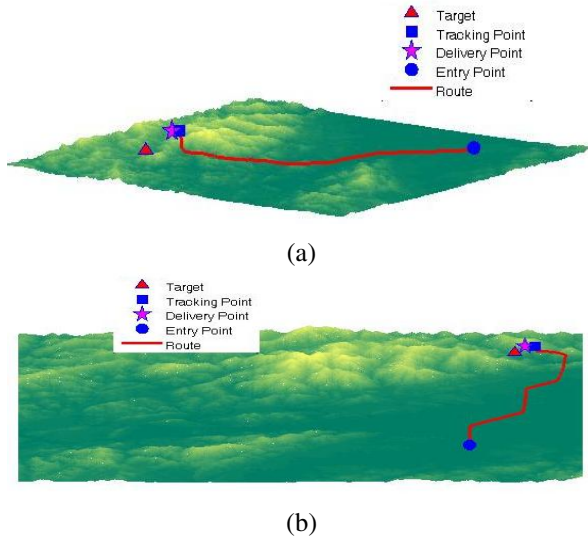 Target
Tracking Point
Delivery Point
Entry Point
Route
(a)
Target
Tracking Point
Delivery Point
Entry Point
Route
(b)